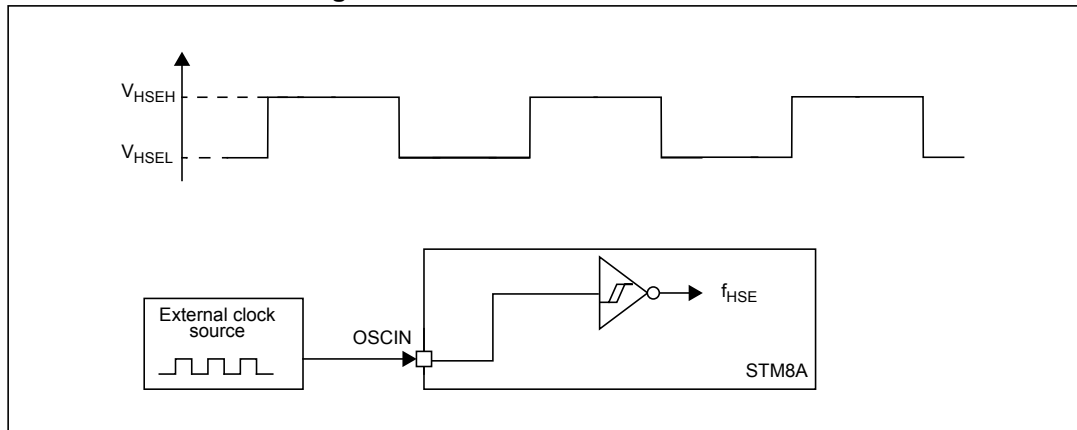 V_HSEH
V_HSEL
External clock
source
OSCIN
f_HSE
STM8A